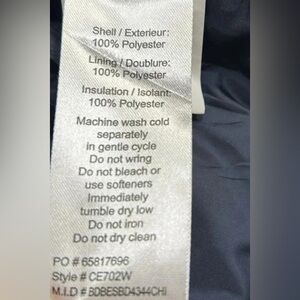 Shell / Exterieur:
100% Polyester
Lining / Doublure:
100% Polyester
Insulation / Isolant:
100% Polyester
Machine wash cold
separately
in gentle cycle
Do not wring
Do not bleach or
use softeners
Immediately
tumble dry low
Do not iron
Do not dry clean
PO # 65817696
Style # CE702W
M.I.D # BDBESBD4344CHI